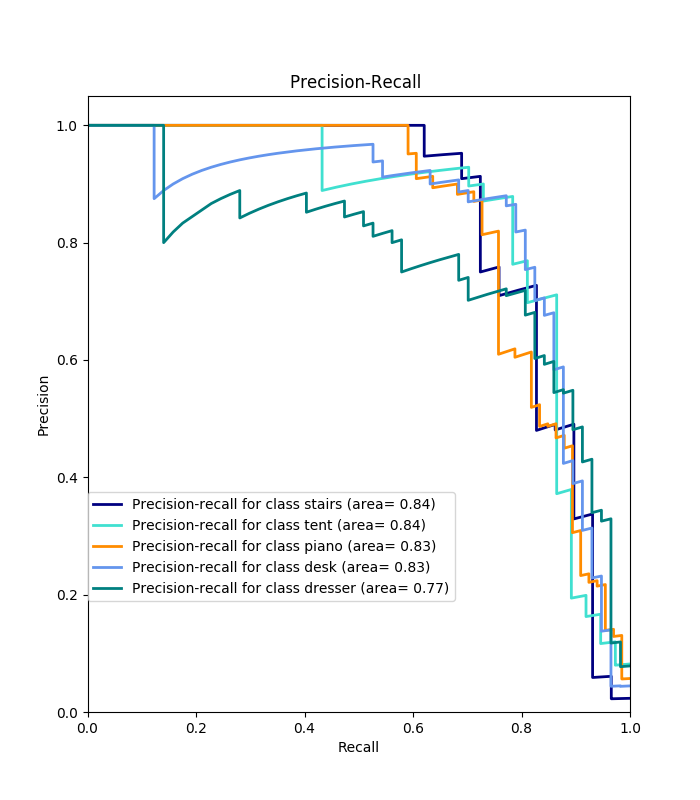 Precision-Recall
1.0
0.8
0.6
0.4
0.2
0.0
Precision
Precision-recall for class stairs (area= 0.84)
Precision-recall for class tent (area= 0.84)
Precision-recall for class piano (area= 0.83)
Precision-recall for class desk (area= 0.83)
Precision-recall for class dresser (area= 0.77)
0.0 0.2 0.4 0.6 0.8 1.0
Recall